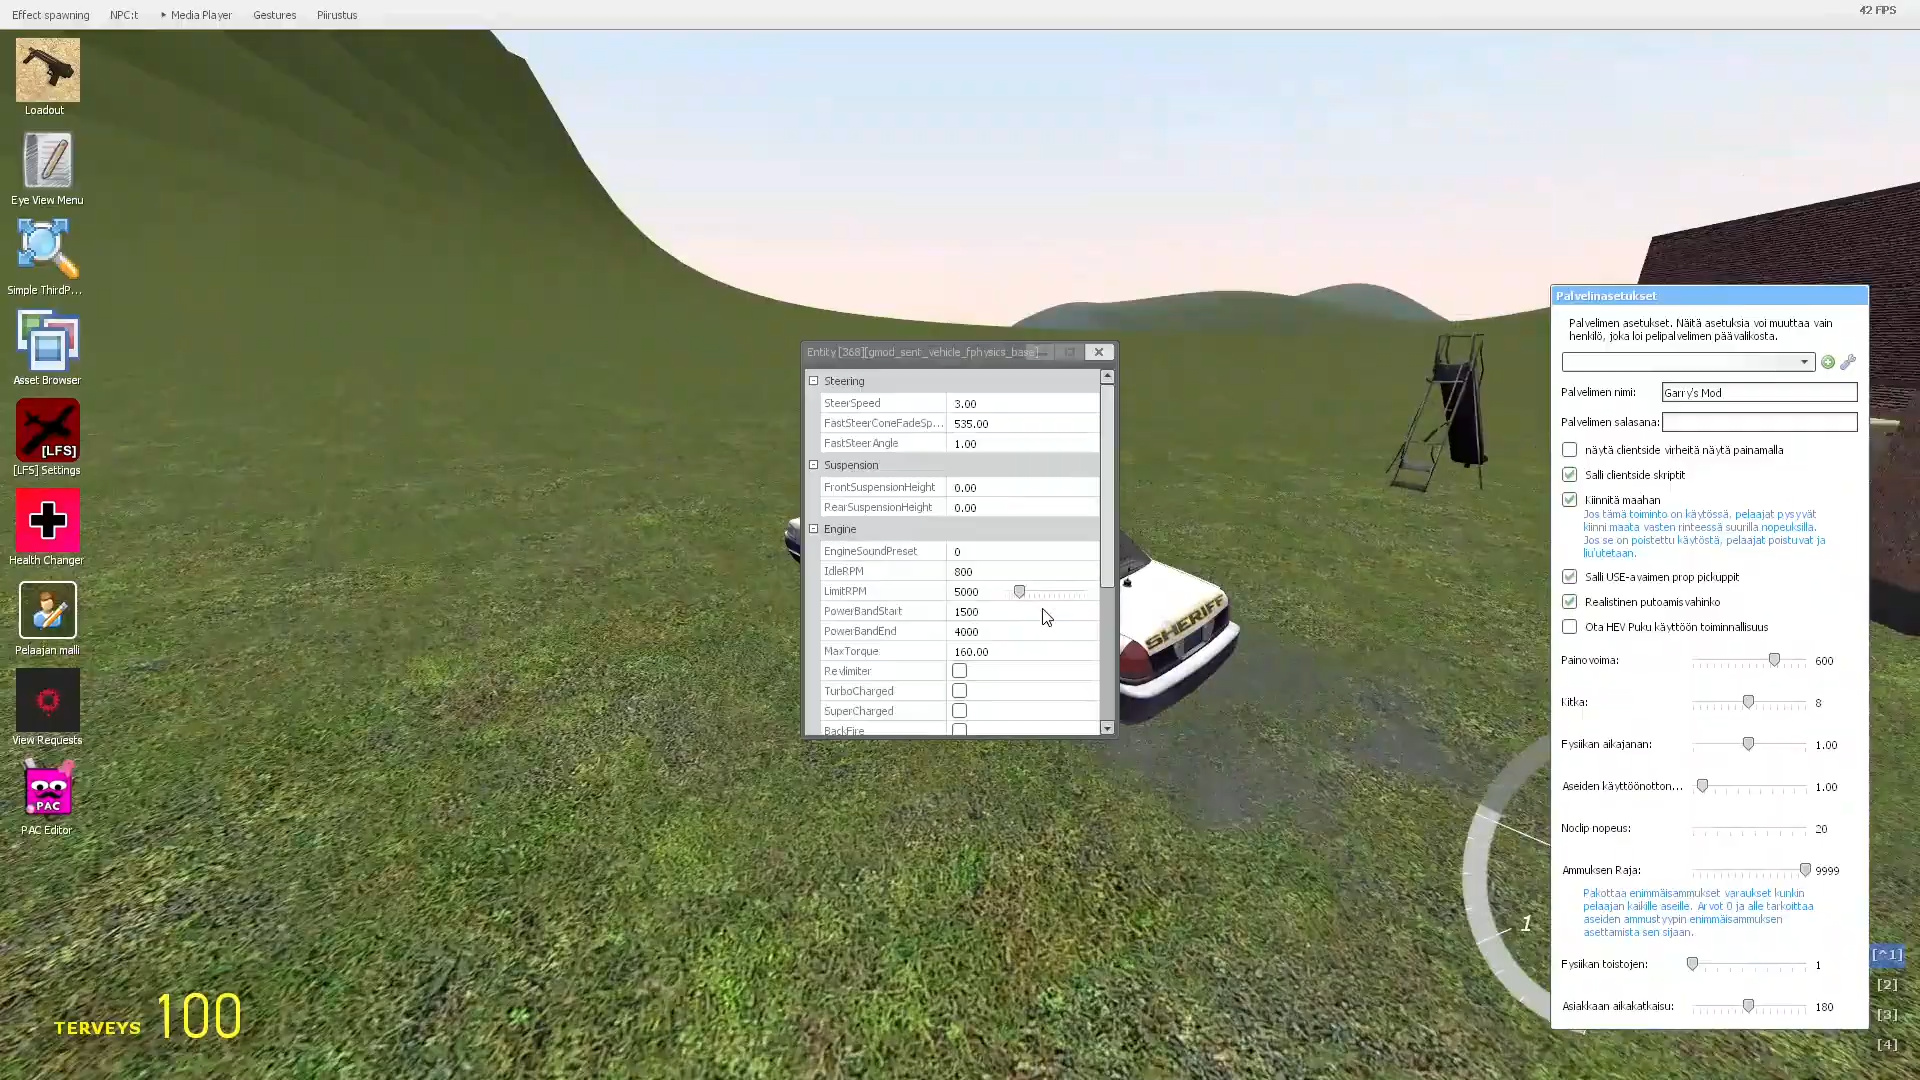 Effect spawning
NPC:t
Media Player
Gestures
Piirustus
42 FPS
Loadout
Eye View Menu
Simple ThirdP...
Asset Browser
[LFS]
[LFS] Settings
Health Changer
Pelaajan malli
View Requests
PAC
PAC Editor
Entity [368][gmod_sent_vehicle_fphysics_base]
Steering
SteerSpeed 3.00
FastSteerConeFadeSp... 535.00
FastSteerAngle 1.00
Suspension
FrontSuspensionHeight 0.00
RearSuspensionHeight 0.00
Engine
EngineSoundPreset 0
IdleRPM 800
LimitRPM 5000
PowerBandStart 1500
PowerBandEnd 4000
MaxTorque 160.00
Revlimiter
TurboCharged
SuperCharged
BackFire
SHERIFF
Palvelinasetukset
Palvelimen asetukset. Näitä asetuksia voi muuttaa vain
henkilö, joka loi pelipalvelimen päävalikosta.
Palvelimen nimi: Garry's Mod
Palvelimen salasana:
näytä clientside virheitä näytä painamalla
Salli clientside skriptit
Kiinnitä maahan
Jos tämä toiminto on käytössä, pelaajat pysyvät
kiinni maata vasten rinteessä suurilla nopeuksilla.
Jos se on poistettu käytöstä, pelaajat poistuvat ja
liu'utetaan.
Salli USE-avaimen prop pickuppit
Realistinen putoamisvahinko
Ota HEV Puku käyttöön toiminnallisuus
Painovoima: 600
Kitka: 8
Fysiikan aikajanan: 1.00
Aseiden käyttöönotton... 1.00
Noclip nopeus: 20
Ammuksen Raja: 9999
Pakottaa enimmäisammukset varaukset kunkin
pelaajan kaikille aseille. Arvot 0 ja alle tarkoittaa
aseiden ammustyypin enimmäisammuksen
asettamista sen sijaan.
Fysiikan toistojen: 1
Asiakkaan aikakatkaisu: 180
1
[^1]
[2]
[3]
[4]
TERVEYS 100